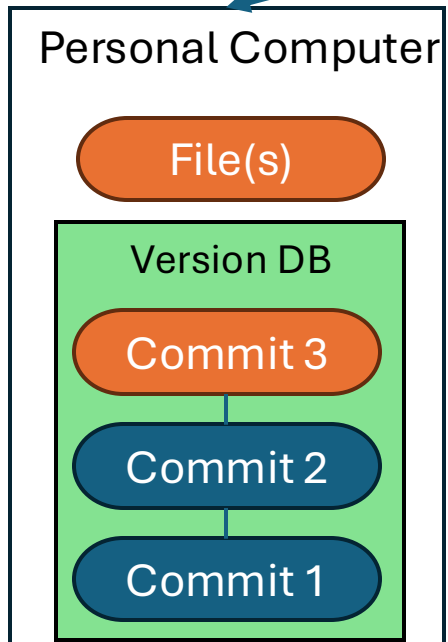 Personal Computer
File(s)
Version DB
Commit 3
Commit 2
Commit 1